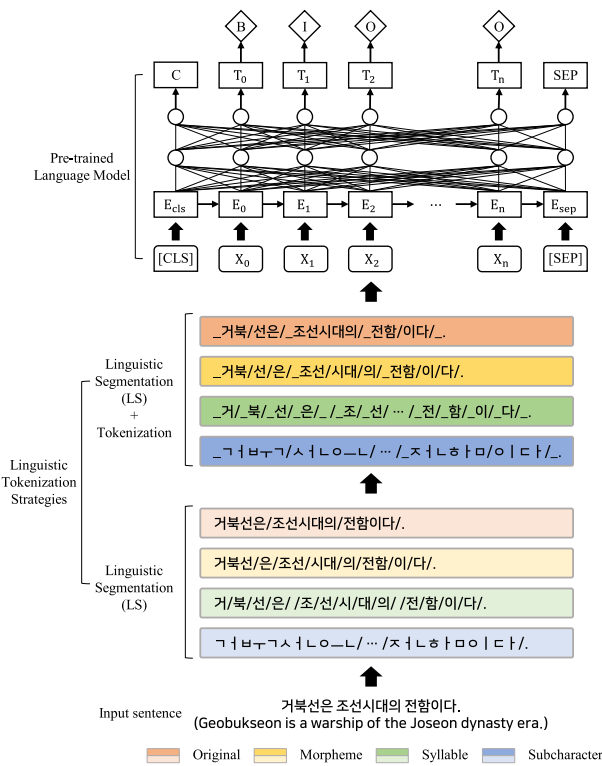 B I O O
C T₀ T₁ T₂ Tₙ SEP
Pre-trained
Language Model
E_cls E₀ E₁ E₂ ... Eₙ E_sep
[CLS] X₀ X₁ X₂ Xₙ [SEP]
Linguistic
Segmentation
(LS)
+
Tokenization
_거북/선은/_조선시대의/_전함/이다/_.
_거북/선/은/_조선/시대/의/_전함/이/다/.
_거/_북/_선/_은/_ /_조/_선/ ··· /_전/_함/_이/_다/_.
_ㄱㅓㅂㅜㄱ/ㅅㅓㄴㅇㅡㄴ/ ··· /_ㅈㅓㄴㅎㅏㅁ/ㅇㅣㄷㅏ/_.
Linguistic
Tokenization
Strategies
Linguistic
Segmentation
(LS)
거북선은/조선시대의/전함이다/.
거북선/은/조선/시대/의/전함/이/다/.
거/북/선/은/ /조/선/시/대/의/ /전/함/이/다/.
ㄱㅓㅂㅜㄱㅅㅓㄴㅇㅡㄴ/ ··· /ㅈㅓㄴㅎㅏㅁㅇㅣㄷㅏ/.
Input sentence
거북선은 조선시대의 전함이다.
(Geobukseon is a warship of the Joseon dynasty era.)
Original Morpheme Syllable Subcharacter